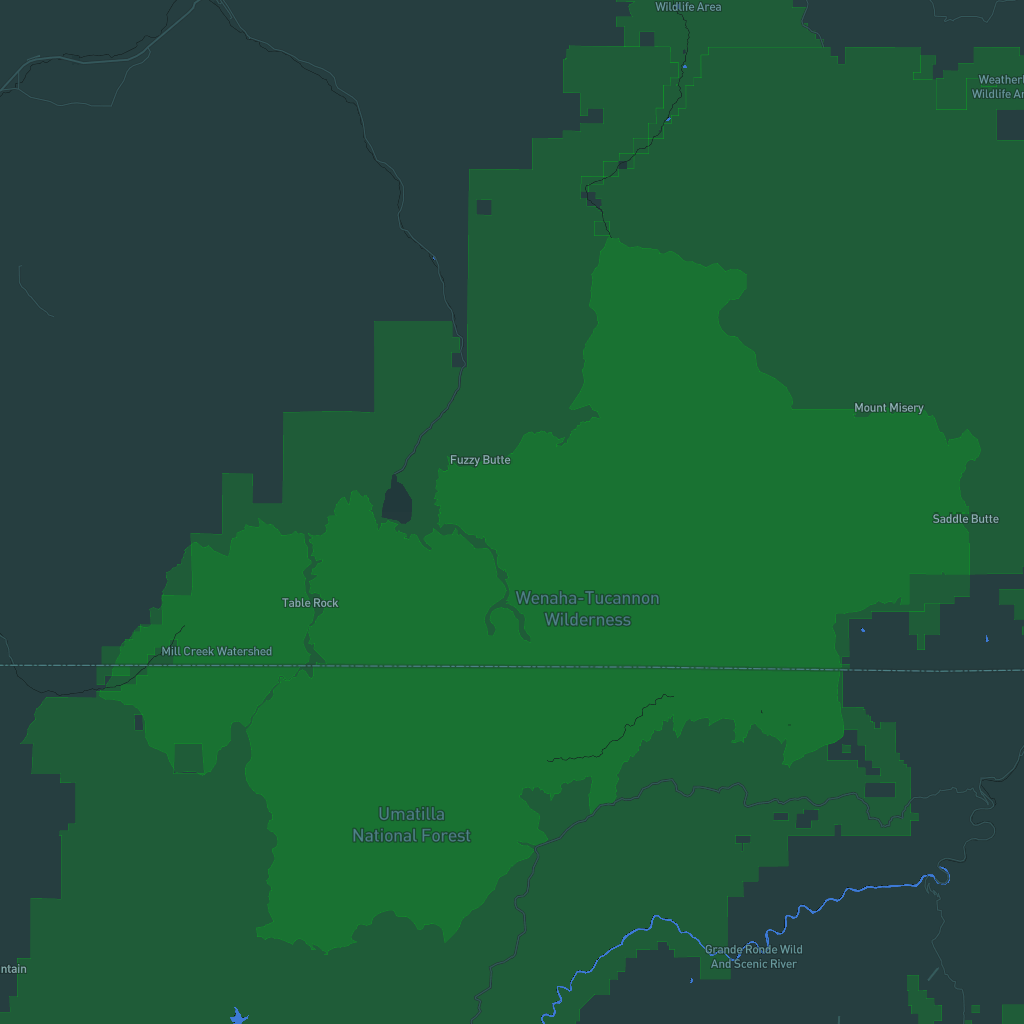 Wildlife Area
Wildlife Ar
Mount Misery
Fuzzy Butte
Saddle Butte
Wenaha-Tucannon
Wilderness
Table Rock
Mill Creek Watershed
Umatilla
National Forest
Grande Ronde Wild
And Scenic River
ntain